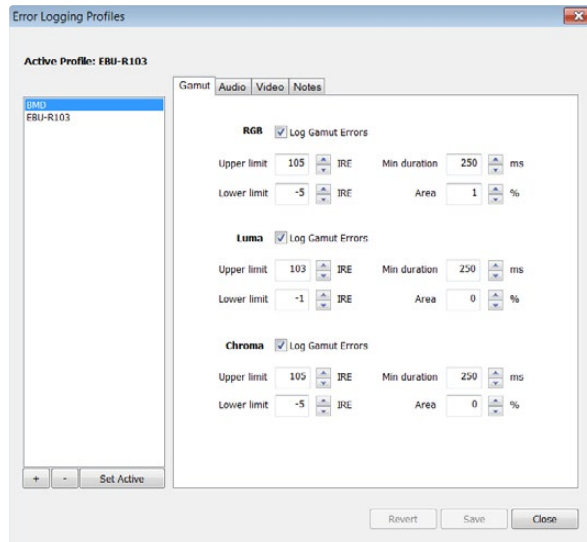 Error Logging Profiles
Active Profile: EBU-R103
BMD
EBU-R103
+ - Set Active
Gamut Audio Video Notes
RGB Log Gamut Errors
Upper limit 105 IRE Min duration 250 ms
Lower limit -5 IRE Area 1 %
Luma Log Gamut Errors
Upper limit 103 IRE Min duration 250 ms
Lower limit -1 IRE Area 0 %
Chroma Log Gamut Errors
Upper limit 105 IRE Min duration 250 ms
Lower limit -5 IRE Area 0 %
Revert Save Close